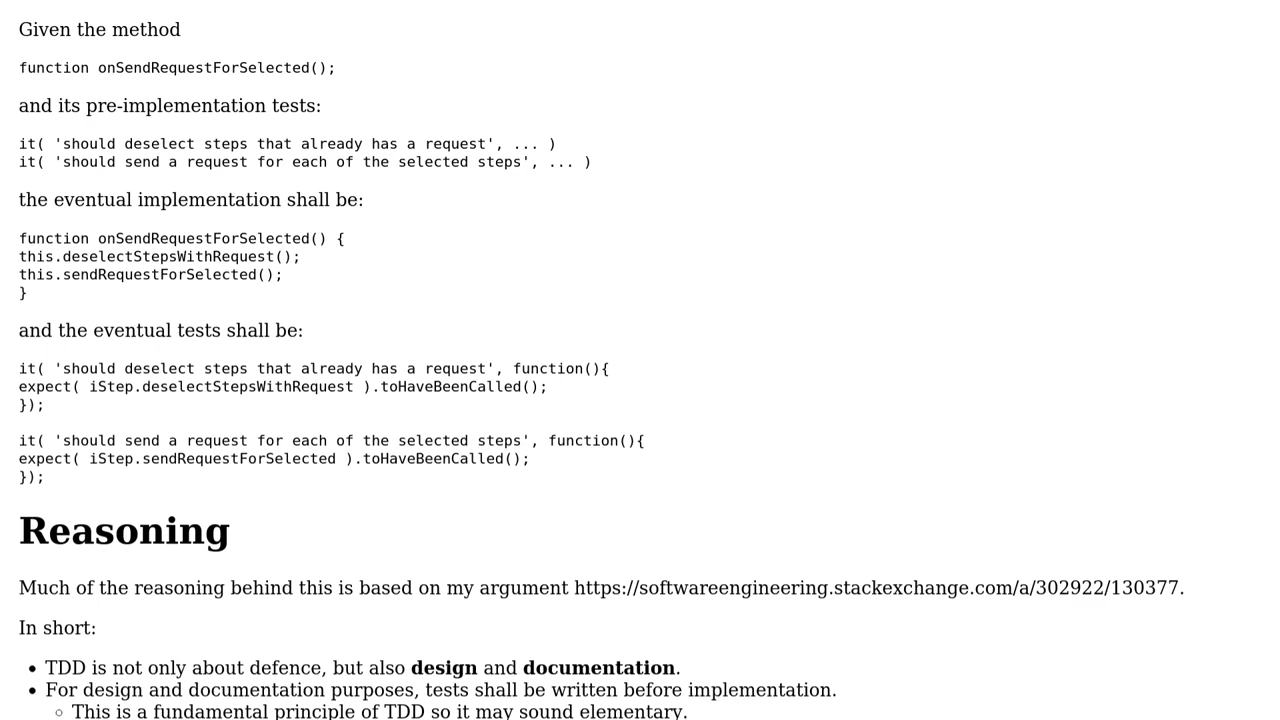 Given the method
function onSendRequestForSelected();
and its pre-implementation tests:
it( 'should deselect steps that already has a request', ... )
it( 'should send a request for each of the selected steps', ... )
the eventual implementation shall be:
function onSendRequestForSelected() {
this.deselectStepsWithRequest();
this.sendRequestForSelected();
}
and the eventual tests shall be:
it( 'should deselect steps that already has a request', function(){
expect( iStep.deselectStepsWithRequest ).toHaveBeenCalled();
});
it( 'should send a request for each of the selected steps', function(){
expect( iStep.sendRequestForSelected ).toHaveBeenCalled();
});
Reasoning
Much of the reasoning behind this is based on my argument https://softwareengineering.stackexchange.com/a/302922/130377.
In short:
• TDD is not only about defence, but also design and documentation.
• For design and documentation purposes, tests shall be written before implementation.
◦ This is a fundamental principle of TDD so it may sound elementary.